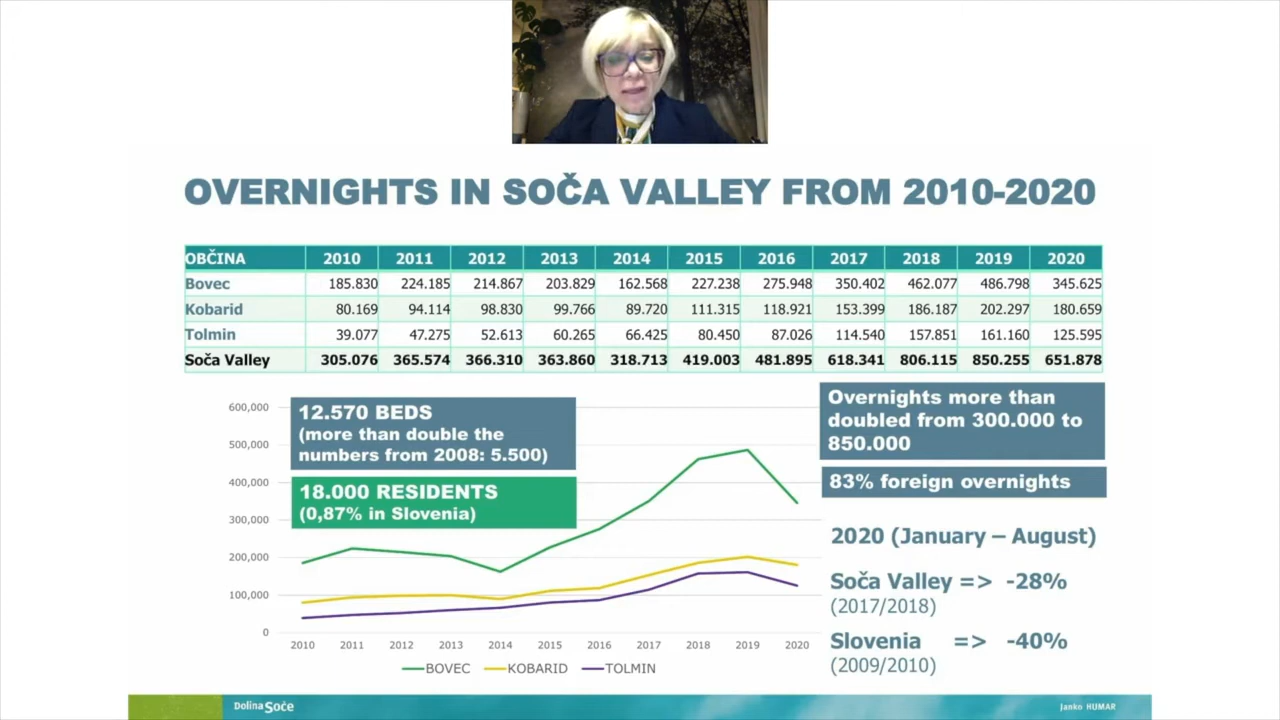 OVERNIGHTS IN SOČA VALLEY FROM 2010-2020
OBČINA 2010 2011 2012 2013 2014 2015 2016 2017 2018 2019 2020
Bovec 185.830 224.185 214.867 203.829 162.568 227.238 275.948 350.402 462.077 486.798 345.625
Kobarid 80.169 94.114 98.830 99.766 89.720 111.315 118.921 153.399 186.187 202.297 180.659
Tolmin 39.077 47.275 52.613 60.265 66.425 80.450 87.026 114.540 157.851 161.160 125.595
Soča Valley 305.076 365.574 366.310 363.860 318.713 419.003 481.895 618.341 806.115 850.255 651.878
600,000
500,000
400,000
300,000
200,000
100,000
0
12.570 BEDS
(more than double the
numbers from 2008: 5.500)
18.000 RESIDENTS
(0,87% in Slovenia)
2010 2011 2012 2013 2014 2015 2016 2017 2018 2019 2020
BOVEC KOBARID TOLMIN
Overnights more than
doubled from 300.000 to
850.000
83% foreign overnights
2020 (January – August)
Soča Valley => -28%
(2017/2018)
Slovenia => -40%
(2009/2010)
Dolina Soče
Janko HUMAR